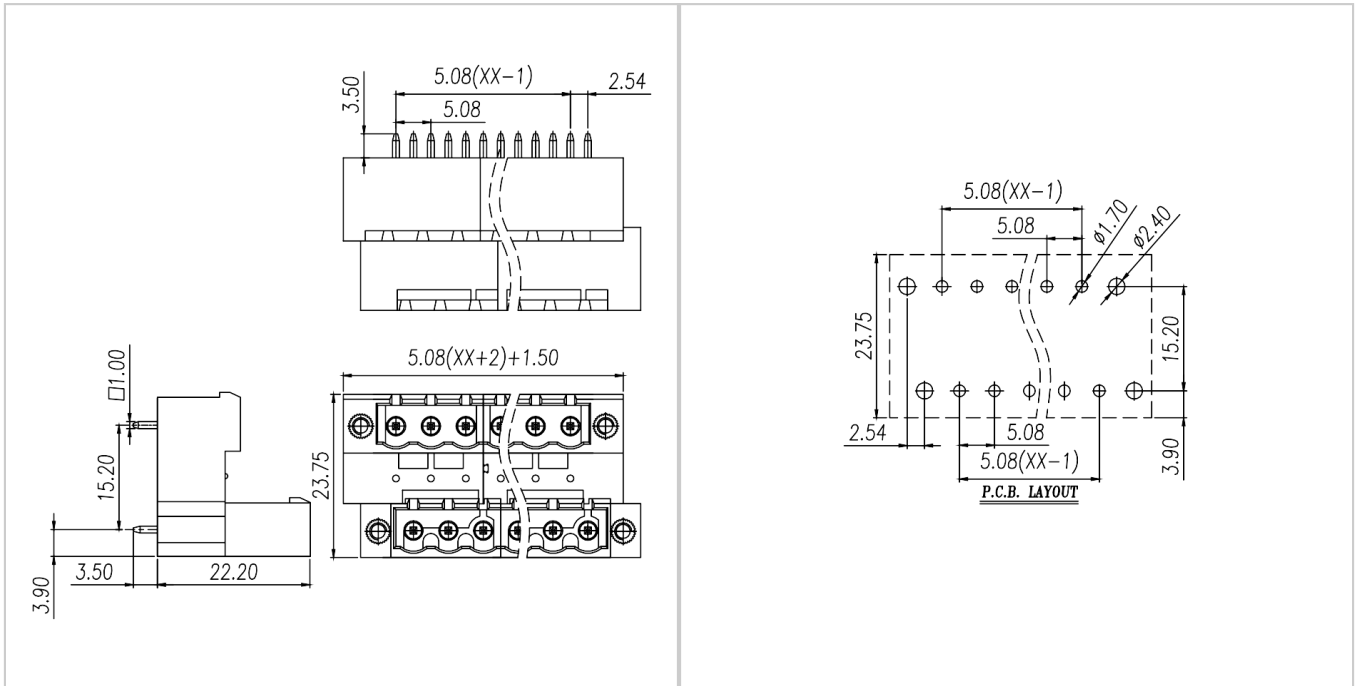 5.08(XX-1)
2.54
3.50
5.08
5.08(XX+2)+1.50
□1.00
15.20
23.75
3.50
22.20
3.90
5.08(XX-1)
5.08
ø1.70
ø2.40
23.75
15.20
2.54
5.08
5.08(XX-1)
3.90
P.C.B. LAYOUT